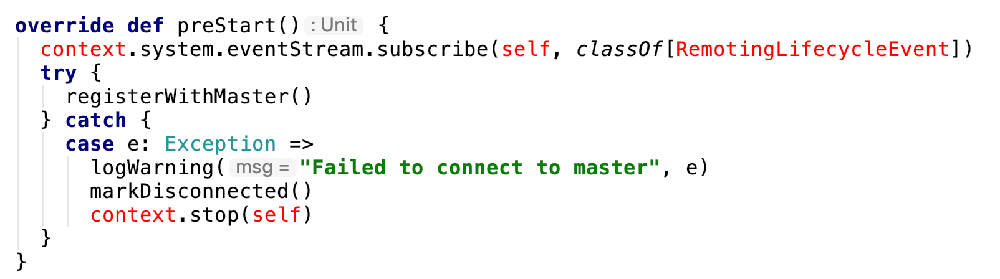 override def preStart() : Unit {
context.system.eventStream.subscribe(self, classOf[RemotingLifecycleEvent])
try {
registerWithMaster()
} catch {
case e: Exception =>
logWarning( msg = "Failed to connect to master", e)
markDisconnected()
context.stop(self)
}
}